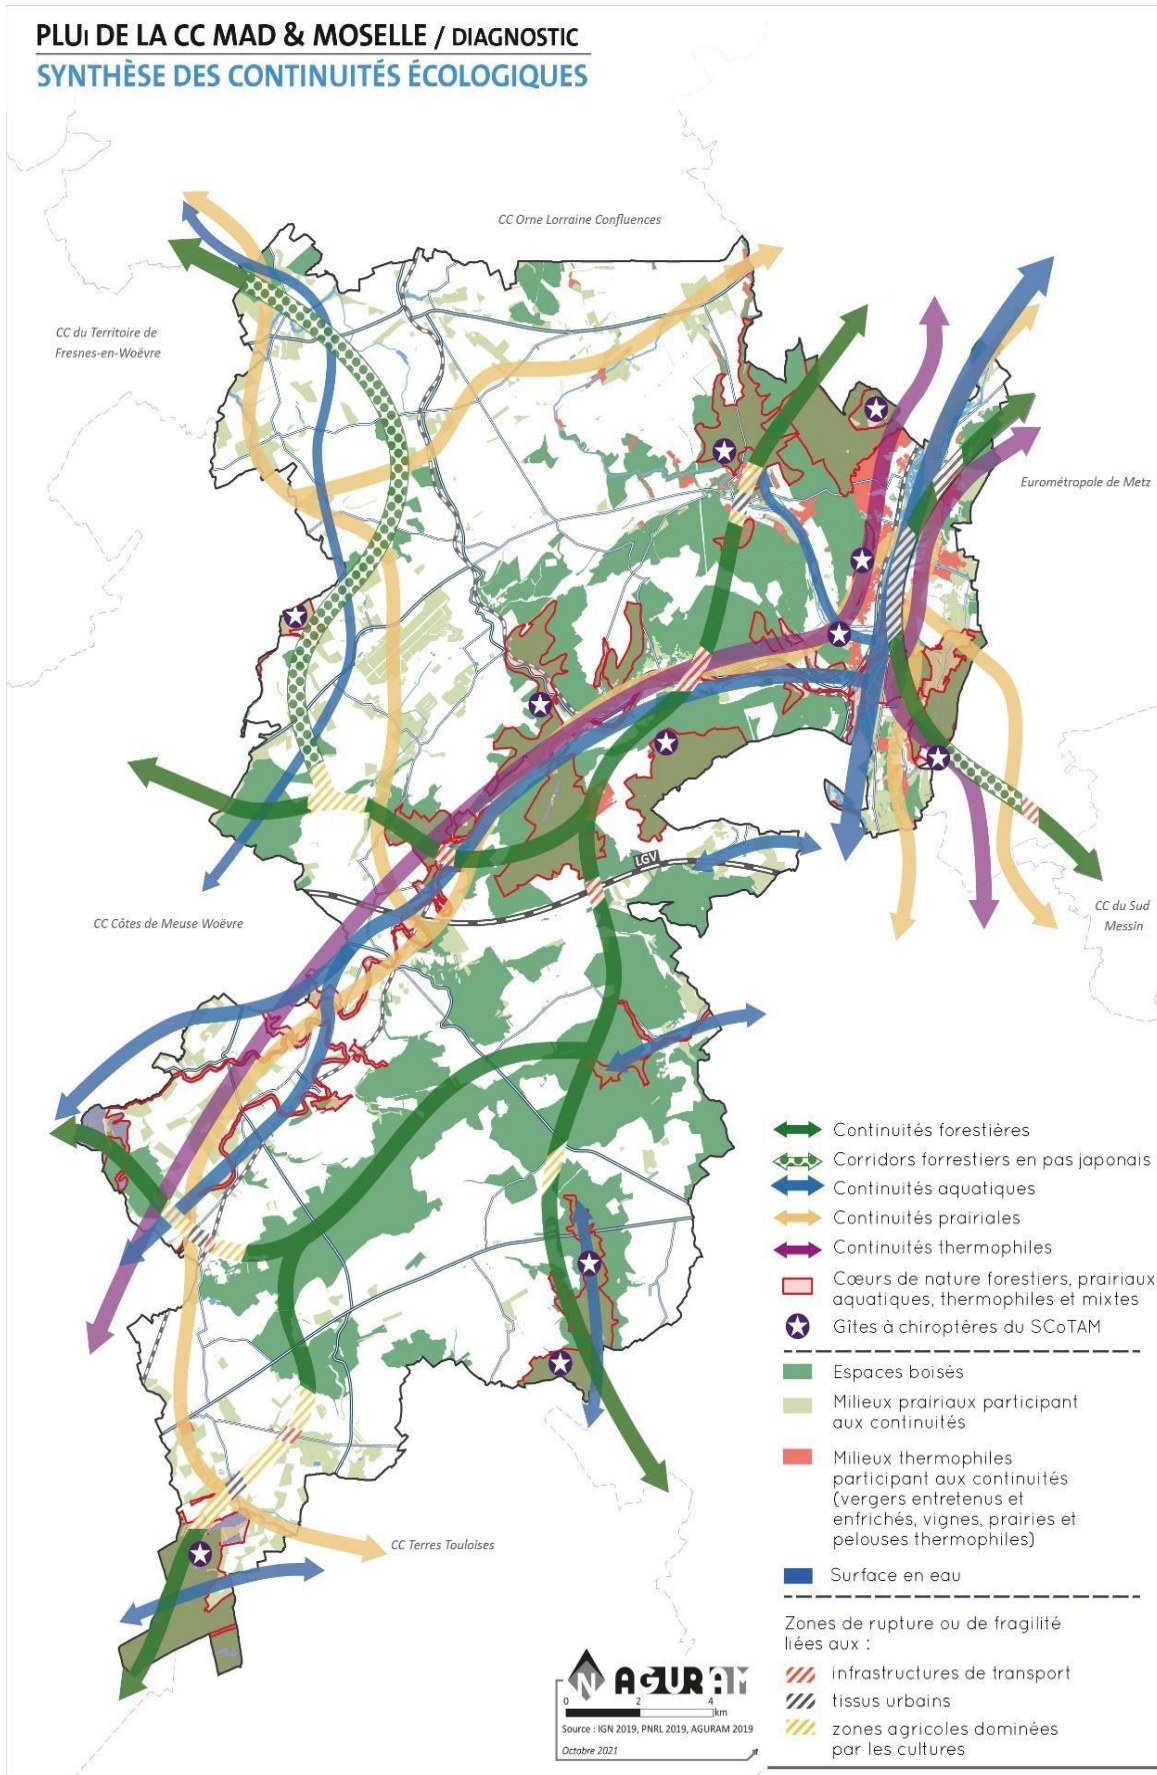 PLUi DE LA CC MAD & MOSELLE / DIAGNOSTIC
SYNTHÈSE DES CONTINUITÉS ÉCOLOGIQUES
CC Orne Lorraine Confluences
CC du Territoire de
Fresnes-en-Woëvre
Eurométropole de Metz
LGV
CC Côtes de Meuse Woëvre
CC du Sud
Messin
CC Terres Touloises
Continuités forestières
Corridors forrestiers en pas japonais
Continuités aquatiques
Continuités prairiales
Continuités thermophiles
Cœurs de nature forestiers, prairiaux
aquatiques, thermophiles et mixtes
Gîtes à chiroptères du SCoTAM
Espaces boisés
Milieux prairiaux participant
aux continuités
Milieux thermophiles
participant aux continuités
(vergers entretenus et
enfrichés, vignes, prairies et
pelouses thermophiles)
Surface en eau
Zones de rupture ou de fragilité
liées aux :
infrastructures de transport
tissus urbains
zones agricoles dominées
par les cultures
N AGURAM
0 2 4
km
Source : IGN 2019, PNRL 2019, AGURAM 2019
Octobre 2021